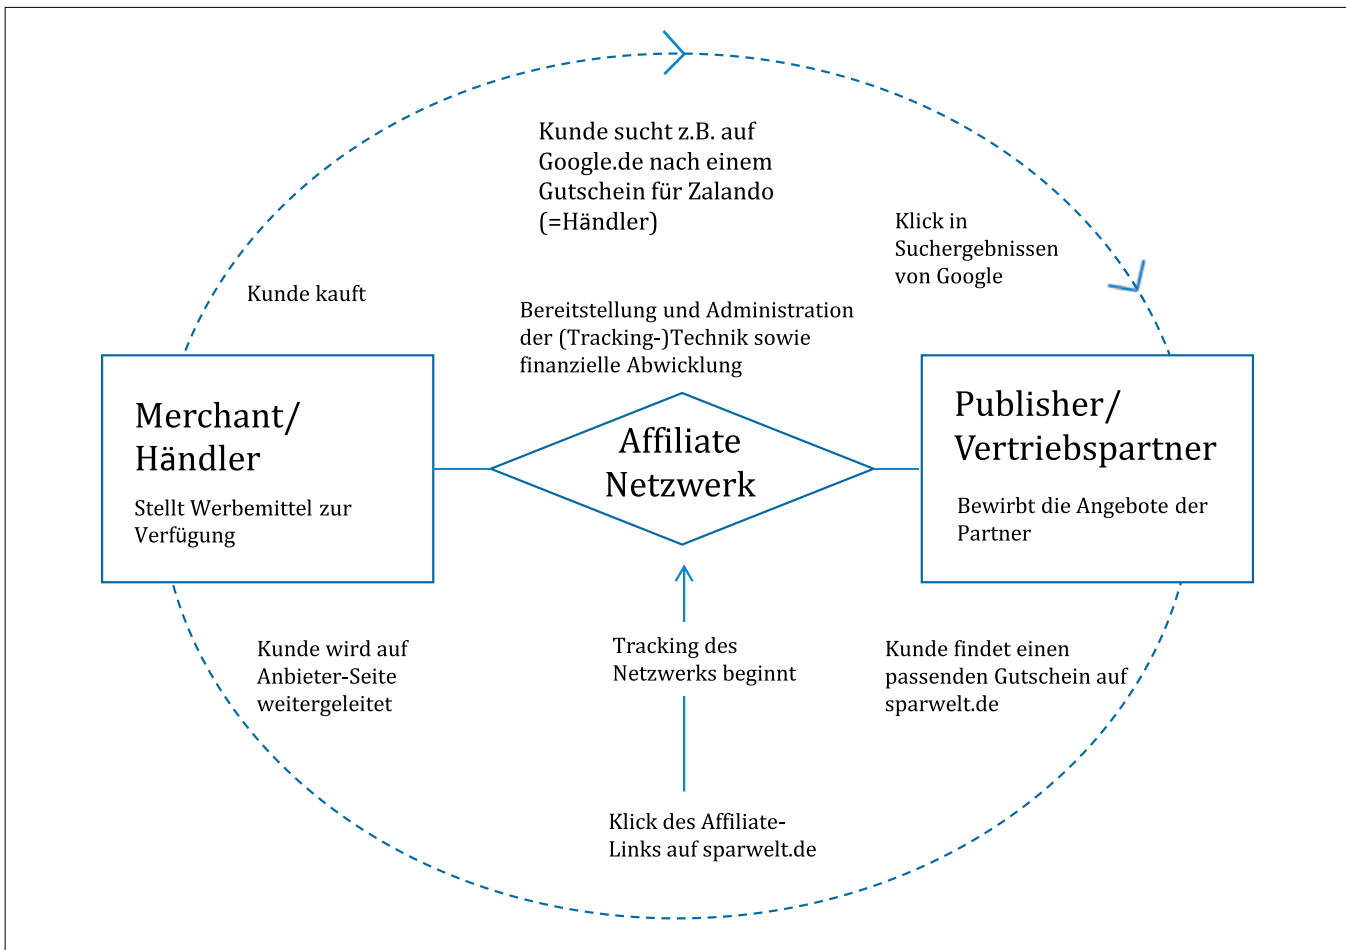 Kunde sucht z.B. auf
Google.de nach einem
Gutschein für Zalando
(=Händler)
Klick in
Suchergebnissen
von Google
Kunde kauft
Bereitstellung und Administration
der (Tracking-)Technik sowie
finanzielle Abwicklung
Merchant/
Händler
Stellt Werbemittel zur
Verfügung
Affiliate
Netzwerk
Publisher/
Vertriebspartner
Bewirbt die Angebote der
Partner
Kunde wird auf
Anbieter-Seite
weitergeleitet
Tracking des
Netzwerks beginnt
Kunde findet einen
passenden Gutschein auf
sparwelt.de
Klick des Affiliate-
Links auf sparwelt.de